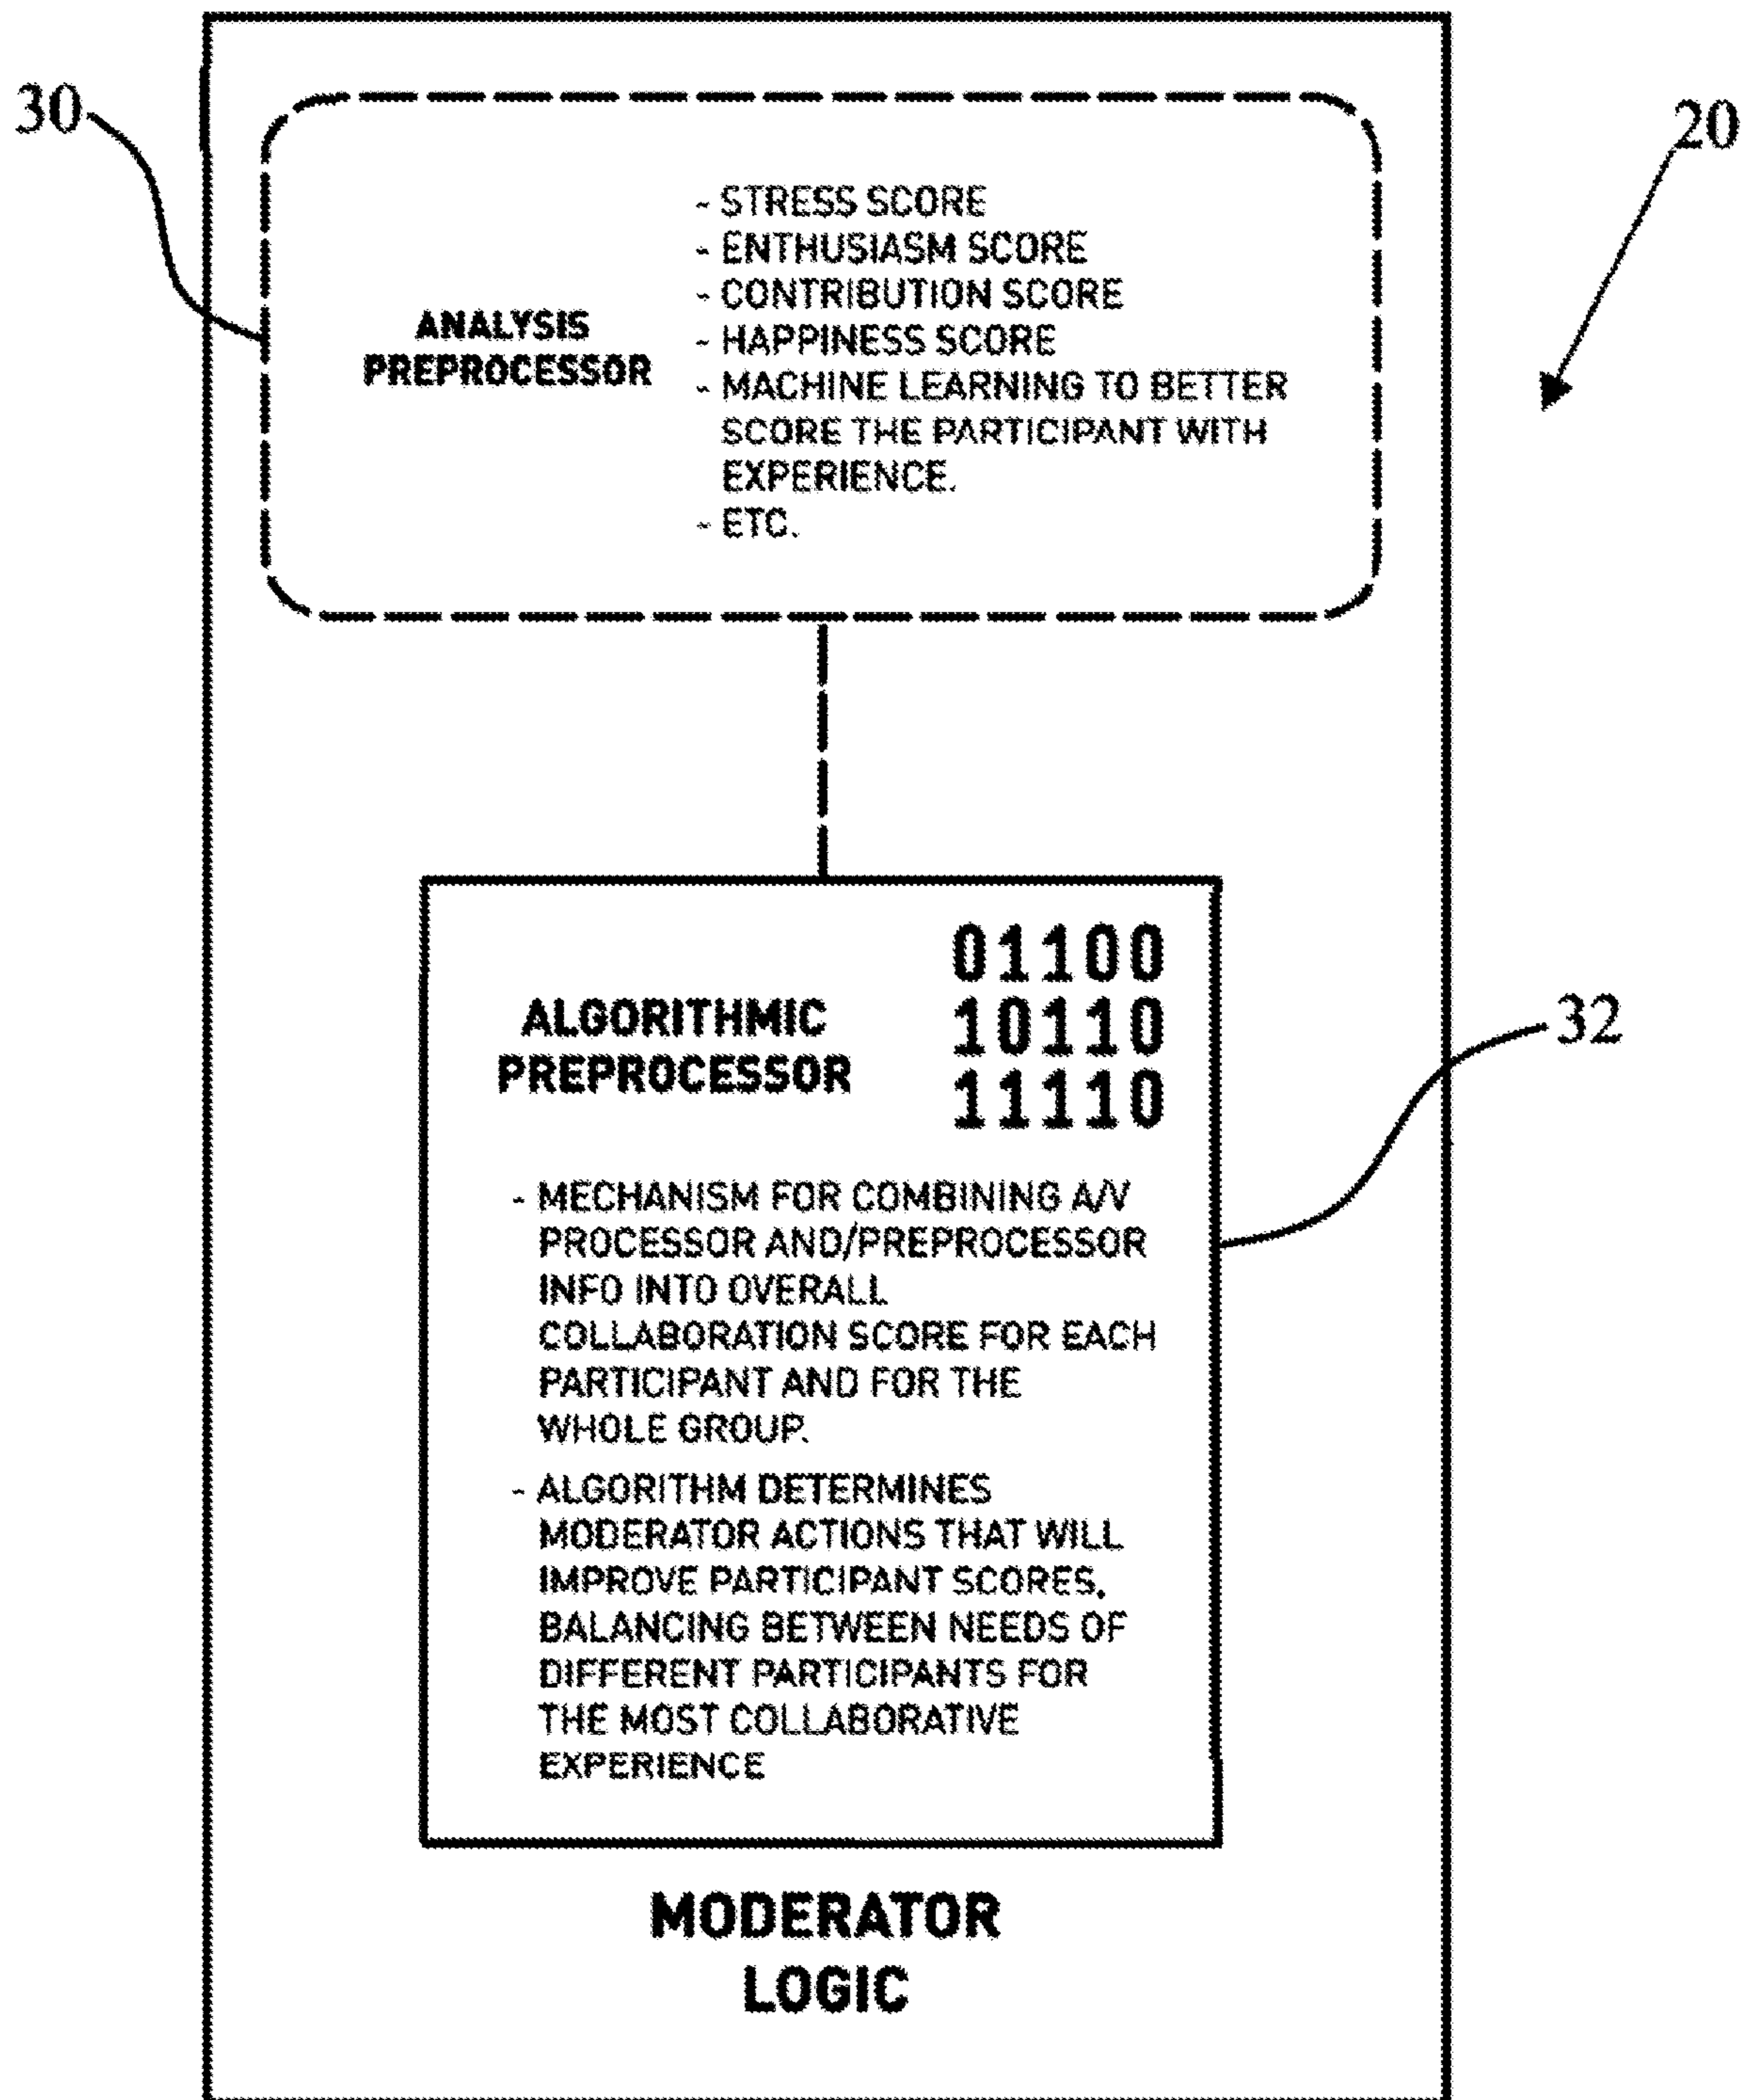 30
20
- STRESS SCORE
- ENTHUSIASM SCORE
- CONTRIBUTION SCORE
ANALYSIS
PREPROCESSOR
- HAPPINESS SCORE
- MACHINE LEARNING TO BETTER
SCORE THE PARTICIPANT WITH
EXPERIENCE.
- ETC.
01100
10110
11110
ALGORITHMIC
PREPROCESSOR
32
- MECHANISM FOR COMBINING A/V
PROCESSOR AND/PREPROCESSOR
INFO INTO OVERALL
COLLABORATION SCORE FOR EACH
PARTICIPANT AND FOR THE
WHOLE GROUP.
- ALGORITHM DETERMINES
MODERATOR ACTIONS THAT WILL
IMPROVE PARTICIPANT SCORES,
BALANCING BETWEEN NEEDS OF
DIFFERENT PARTICIPANTS FOR
THE MOST COLLABORATIVE
EXPERIENCE
MODERATOR
LOGIC